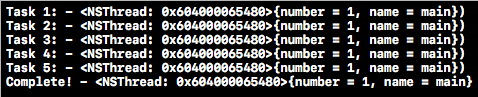 Task 1: – <NSThread: 0x604000065480>{number = 1, name = main})
Task 2: – <NSThread: 0x604000065480>{number = 1, name = main})
Task 3: – <NSThread: 0x604000065480>{number = 1, name = main})
Task 4: – <NSThread: 0x604000065480>{number = 1, name = main})
Task 5: – <NSThread: 0x604000065480>{number = 1, name = main})
Complete! – <NSThread: 0x604000065480>{number = 1, name = main}